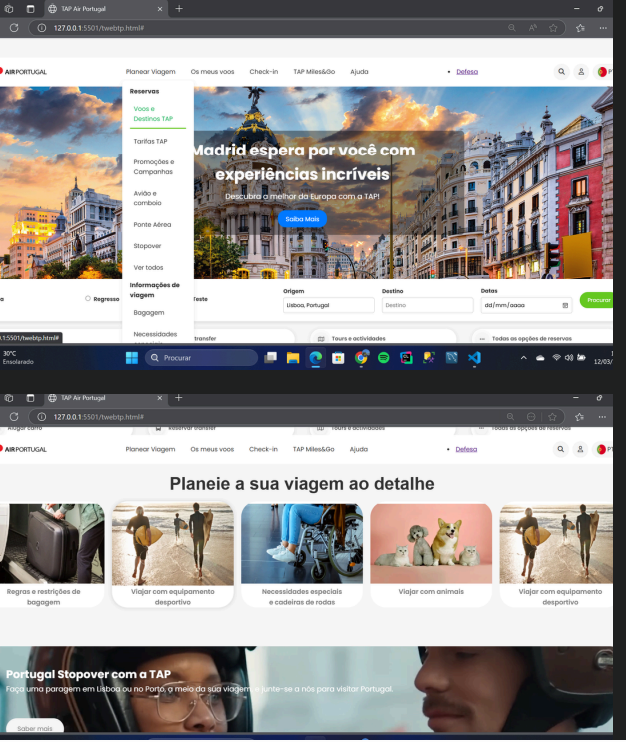 TAP Air Portugal
127.0.0.1:5501/twebtp.html#
AIRPORTUGAL
Planear Viagem
Os meus voos
Check-in
TAP Miles&Go
Ajuda
Defesa
Reservas
Voos e
Destinos TAP
Tarifas TAP
Promoções e
Campanhas
Avião e
comboio
Ponte Aérea
Stopover
Ver todos
Informações de
viagem
Bagagem
Necessidades
Madrid espera por você com
experiências incríveis
Descubra o melhor da Europa com a TAP!
Saiba Mais
Regresso
Origem
Destino
Datas
Lisboa, Portugal
Destino
dd/mm/aaaa
Procurar
transfer
Tours e actividades
Todas as opções de reservas
.1:5501/twebtp.html#
30°C
Ensolarado
Procurar
12/03/
TAP Air Portugal
127.0.0.1:5501/twebtp.html#
Alugar carro
Reservar transfer
Tours e actividades
Todas as opções de reservas
AIRPORTUGAL
Planear Viagem
Os meus voos
Check-in
TAP Miles&Go
Ajuda
Defesa
Planeie a sua viagem ao detalhe
Regras e restrições de
bagagem
Viajar com equipamento
desportivo
Necessidades especiais
e cadeiras de rodas
Viajar com animais
Viajar com equipamento
desportivo
Portugal Stopover com a TAP
Faça uma paragem em Lisboa ou no Porto, a meio da sua viagem, e junte-se a nós para visitar Portugal.
Saber mais